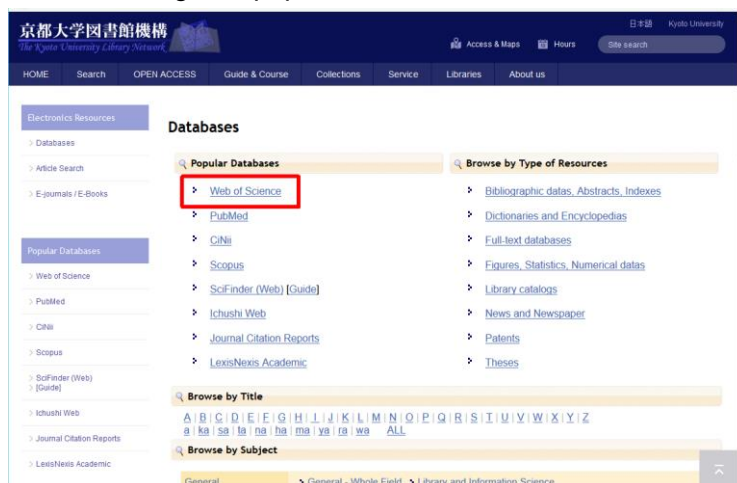 京都大学図書館機構
The Kyoto University Library Network
日本語 Kyoto University
Access & Maps Hours Site search
HOME Search OPEN ACCESS Guide & Course Collections Service Libraries About us
Electronics Resources
> Databases
> Article Search
> E-journals / E-Books
Popular Databases
> Web of Science
> PubMed
> CiNii
> Scopus
> SciFinder (Web)
> [Guide]
> Ichushi Web
> Journal Citation Reports
> LexisNexis Academic
Databases
Popular Databases
Web of Science
PubMed
CiNii
Scopus
SciFinder (Web) [Guide]
Ichushi Web
Journal Citation Reports
LexisNexis Academic
Browse by Type of Resources
Bibliographic datas, Abstracts, Indexes
Dictionaries and Encyclopedias
Full-text databases
Figures, Statistics, Numerical datas
Library catalogs
News and Newspaper
Patents
Theses
Browse by Title
A | B | C | D | E | F | G | H | I | J | K | L | M | N | O | P | Q | R | S | T | U | V | W | X | Y | Z
a | ka | sa | ta | na | ha | ma | ya | ra | wa ALL
Browse by Subject
General > General - Whole Field > Library and Information Science